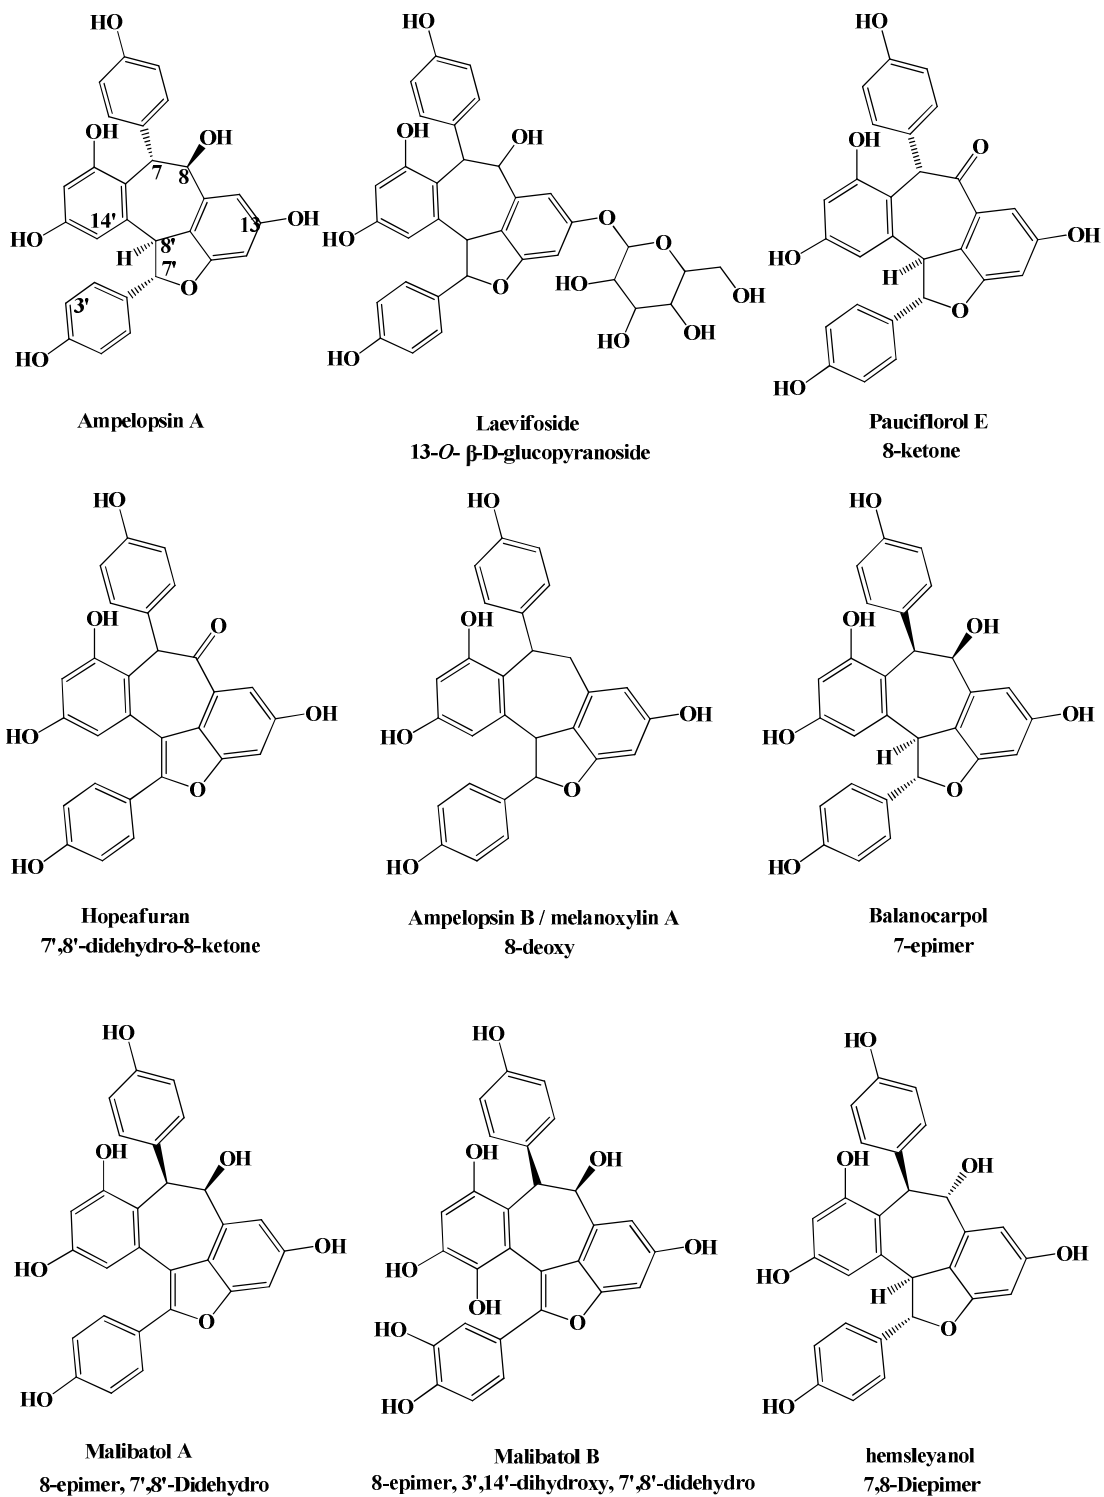 HO
OH
OH
7
8
14'
13
OH
HO
H
8'
7'
O
3'
HO
Ampelopsin A
HO
OH
OH
HO
O
O
O
HO
OH
HO
OH
HO
Laevifoside
13-O- β-D-glucopyranoside
HO
OH
O
HO
OH
H
O
HO
Pauciflorol E
8-ketone
HO
OH
O
HO
OH
O
HO
Hopeafuran
7',8'-didehydro-8-ketone
HO
OH
HO
OH
O
HO
Ampelopsin B / melanoxylin A
8-deoxy
HO
OH
OH
HO
OH
H
O
HO
Balanocarpol
7-epimer
HO
OH
OH
HO
OH
O
HO
Malibatol A
8-epimer, 7',8'-Didehydro
HO
OH
OH
HO
OH
OH
HO
O
HO
Malibatol B
8-epimer, 3',14'-dihydroxy, 7',8'-didehydro
HO
OH
OH
HO
OH
H
O
HO
hemsleyanol
7,8-Diepimer